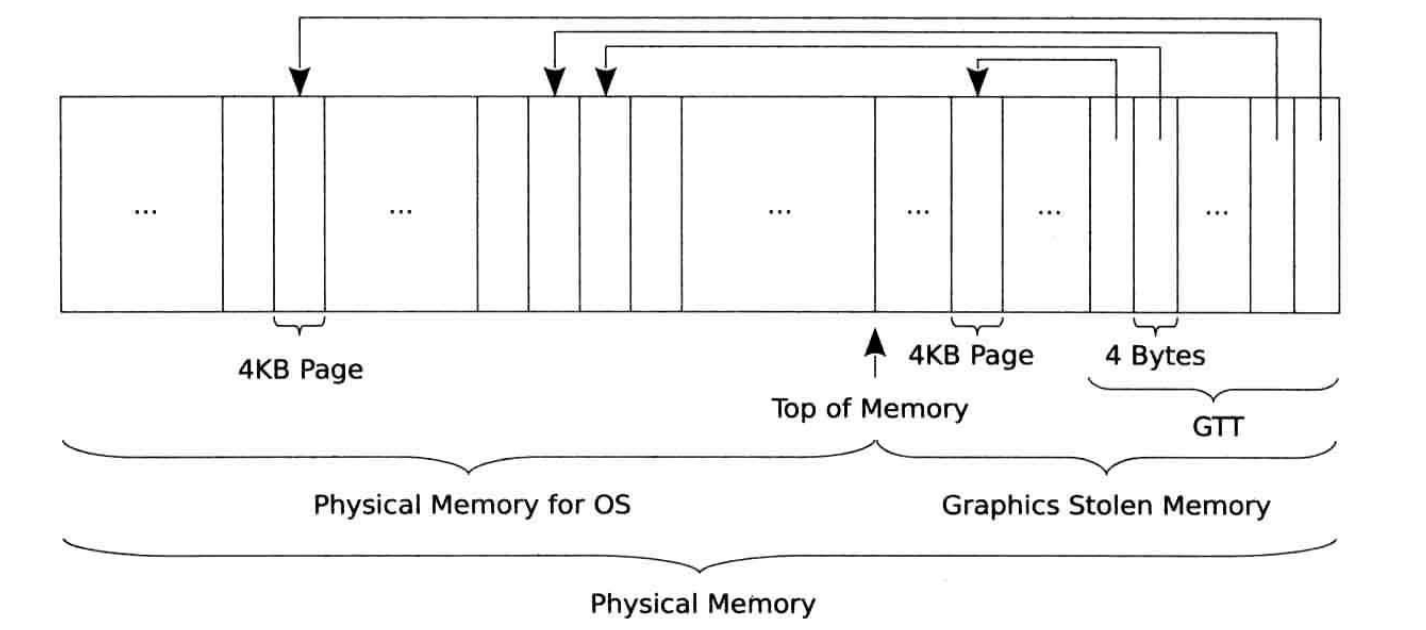 ... ... ... ... ... ...
4KB Page
4KB Page
4 Bytes
Top of Memory
GTT
Physical Memory for OS
Graphics Stolen Memory
Physical Memory